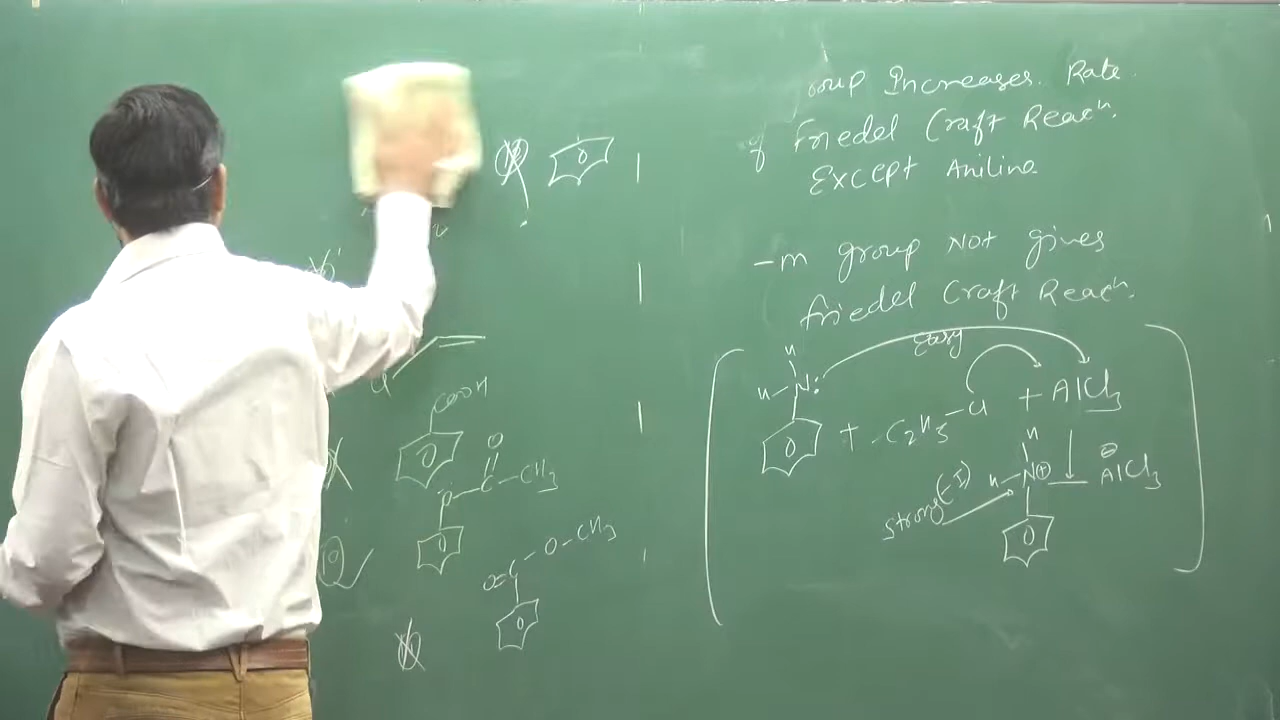 oup Increases Rate
of Friedel Craft Reacn.
Except Aniline
-m group Not gives
friedel Craft Reacn.
Easy
H
H-N: + C2H5-Cl + AlCl3
H
H-N⊕ — ⊖AlCl3
Strong(-I)
COOH
O
O-C-CH3
O=C-O-CH3